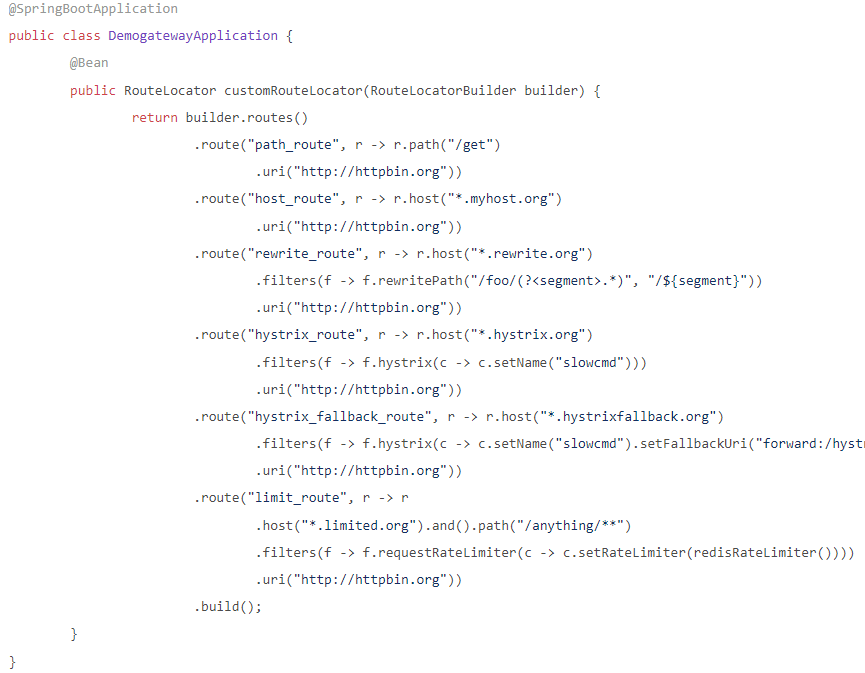 @SpringBootApplication
public class DemogatewayApplication {
        @Bean
        public RouteLocator customRouteLocator(RouteLocatorBuilder builder) {
                return builder.routes()
                        .route("path_route", r -> r.path("/get")
                                .uri("http://httpbin.org"))
                        .route("host_route", r -> r.host("*.myhost.org")
                                .uri("http://httpbin.org"))
                        .route("rewrite_route", r -> r.host("*.rewrite.org")
                                .filters(f -> f.rewritePath("/foo/(?<segment>.*)", "/${segment}"))
                                .uri("http://httpbin.org"))
                        .route("hystrix_route", r -> r.host("*.hystrix.org")
                                .filters(f -> f.hystrix(c -> c.setName("slowcmd")))
                                .uri("http://httpbin.org"))
                        .route("hystrix_fallback_route", r -> r.host("*.hystrixfallback.org")
                                .filters(f -> f.hystrix(c -> c.setName("slowcmd").setFallbackUri("forward:/hyst
                                .uri("http://httpbin.org"))
                        .route("limit_route", r -> r
                                .host("*.limited.org").and().path("/anything/**")
                                .filters(f -> f.requestRateLimiter(c -> c.setRateLimiter(redisRateLimiter())))
                                .uri("http://httpbin.org"))
                        .build();
        }
}